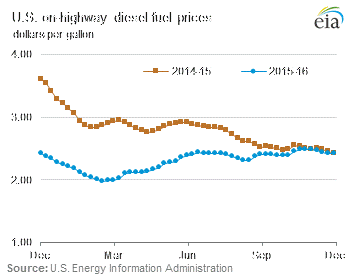 U.S. on-highway diesel fuel prices
dollars per gallon
eia
4.00
2014-15
2015-16
3.00
2.00
1.00
Dec
Mar
Jun
Sep
Dec
Source: U.S. Energy Information Administration